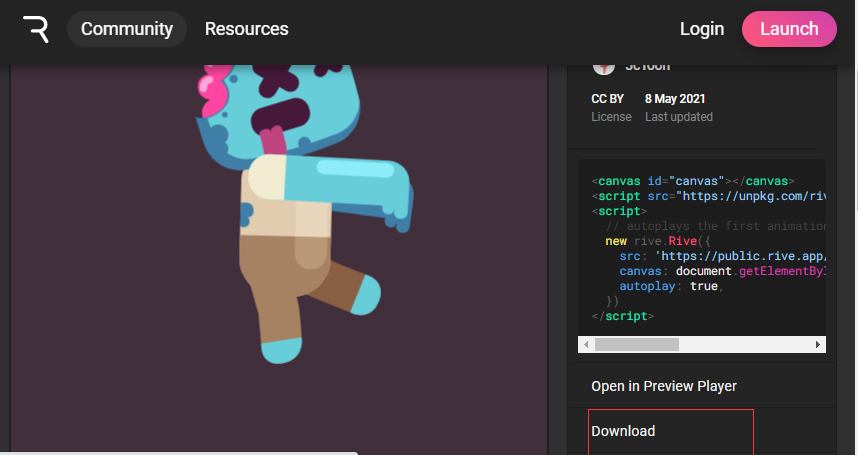 Community
Resources
Login
Launch
3cToon
CC BY
8 May 2021
License
Last updated
<canvas id="canvas"></canvas>
<script src="https://unpkg.com/riv
<script>
// autoplays the first animation
new rive.Rive({
src: 'https://public.rive.app/
canvas: document.getElementBy
autoplay: true,
})
</script>
Open in Preview Player
Download